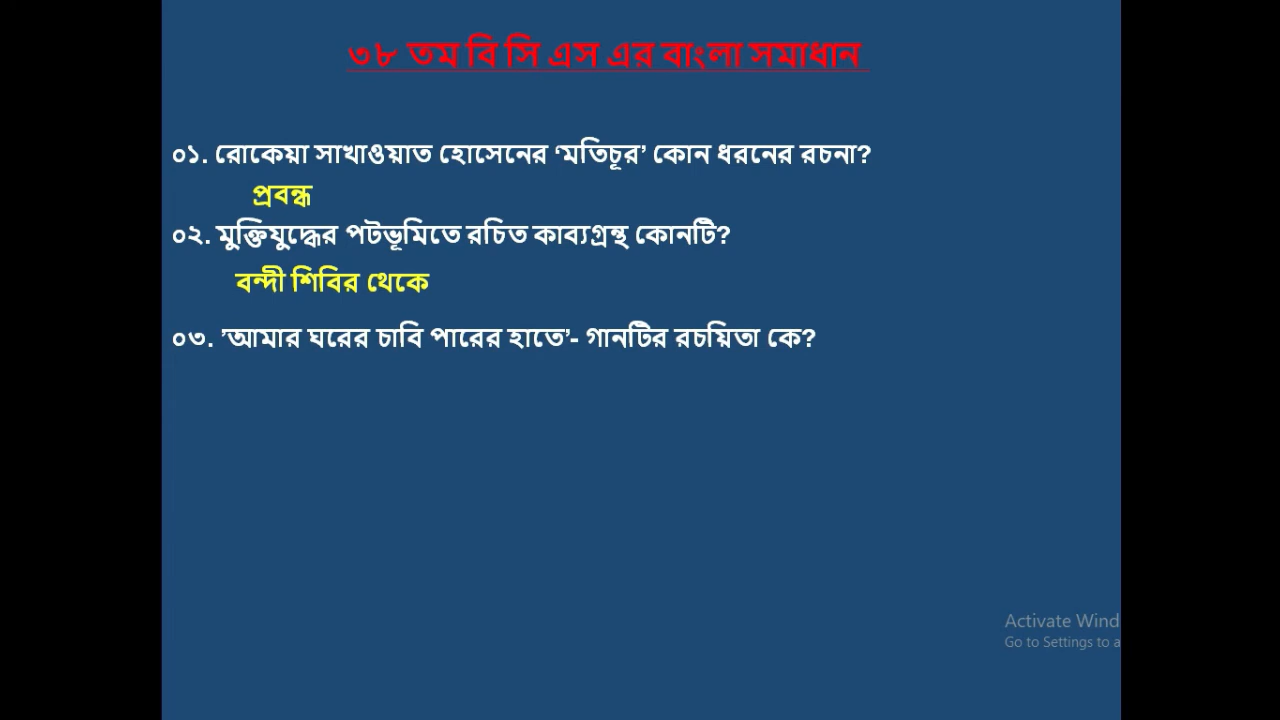 ৩৮ তম বি সি এস এর বাংলা সমাধান
০১. রোকেয়া সাখাওয়াত হোসেনের ‘মতিচূর’ কোন ধরনের রচনা?
প্রবন্ধ
০২. মুক্তিযুদ্ধের পটভূমিতে রচিত কাব্যগ্রন্থ কোনটি?
বন্দী শিবির থেকে
০৩. ’আমার ঘরের চাবি পারের হাতে’- গানটির রচয়িতা কে?
Activate Wind
Go to Settings to a